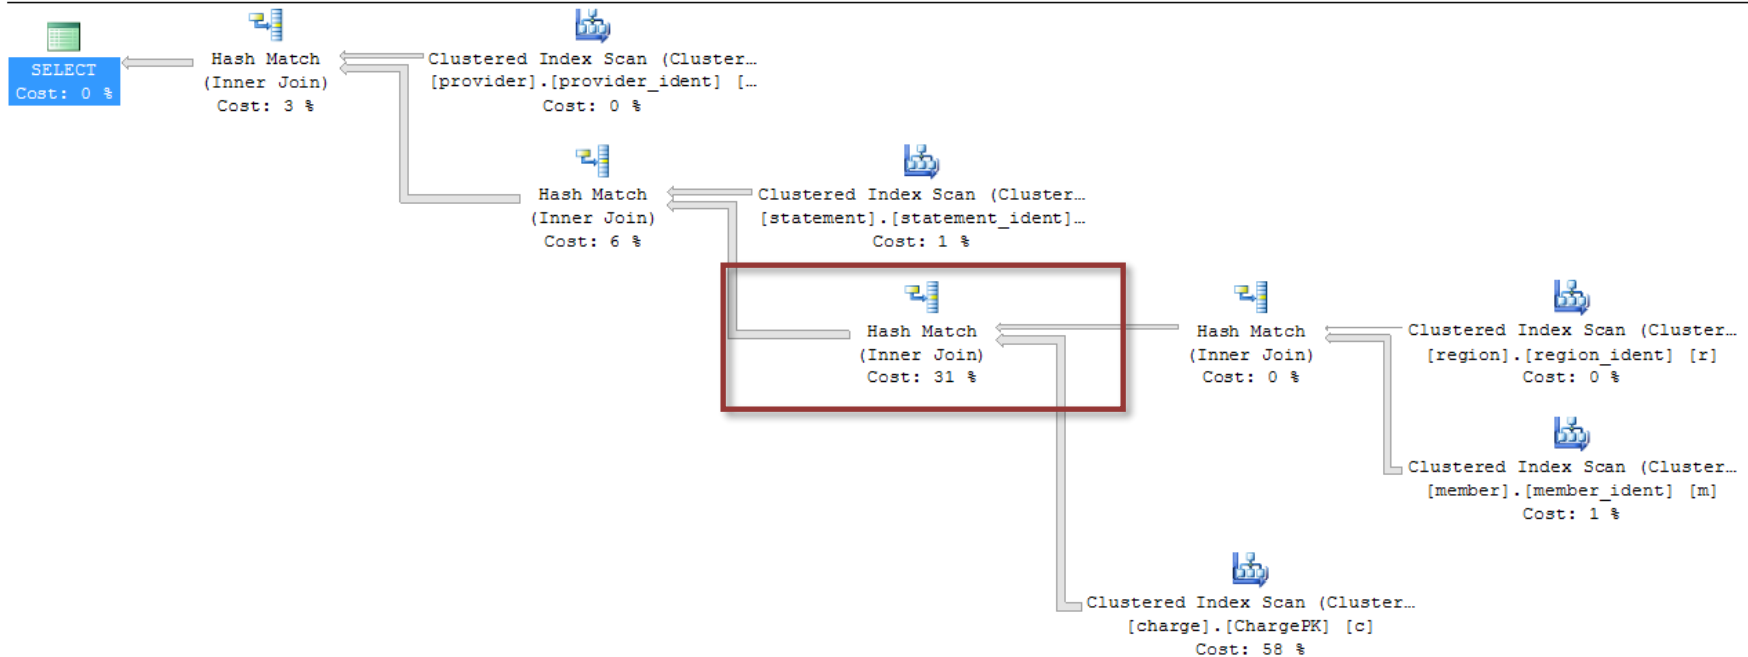 SELECT
Cost: 0 %
Hash Match
(Inner Join)
Cost: 3 %
Clustered Index Scan (Cluster…
[provider].[provider_ident] […
Cost: 0 %
Hash Match
(Inner Join)
Cost: 6 %
Clustered Index Scan (Cluster…
[statement].[statement_ident]…
Cost: 1 %
Hash Match
(Inner Join)
Cost: 31 %
Hash Match
(Inner Join)
Cost: 0 %
Clustered Index Scan (Cluster…
[region].[region_ident] [r]
Cost: 0 %
Clustered Index Scan (Cluster…
[member].[member_ident] [m]
Cost: 1 %
Clustered Index Scan (Cluster…
[charge].[ChargePK] [c]
Cost: 58 %